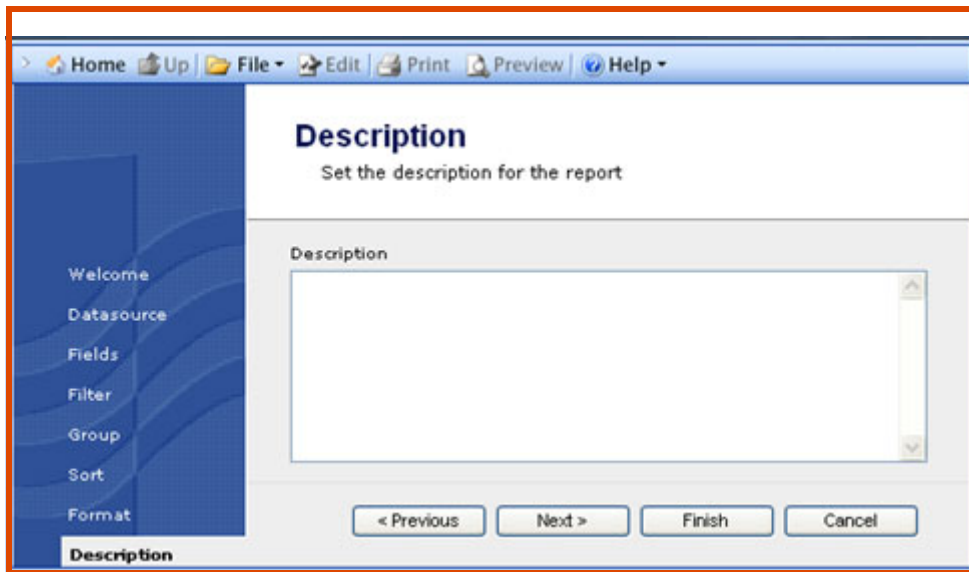 Home Up File Edit Print Preview Help
Description
Set the description for the report
Description
Welcome
Datasource
Fields
Filter
Group
Sort
Format
Description
< Previous Next > Finish Cancel